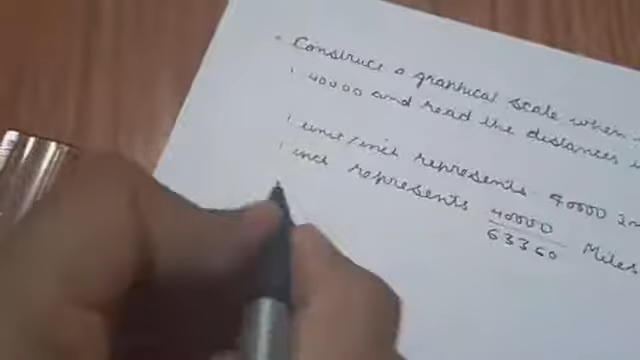 Construct a graphical scale when
1:40000 and read the distances
1 unit/inch represents 40000
1 inch represents 40000/63360 Miles